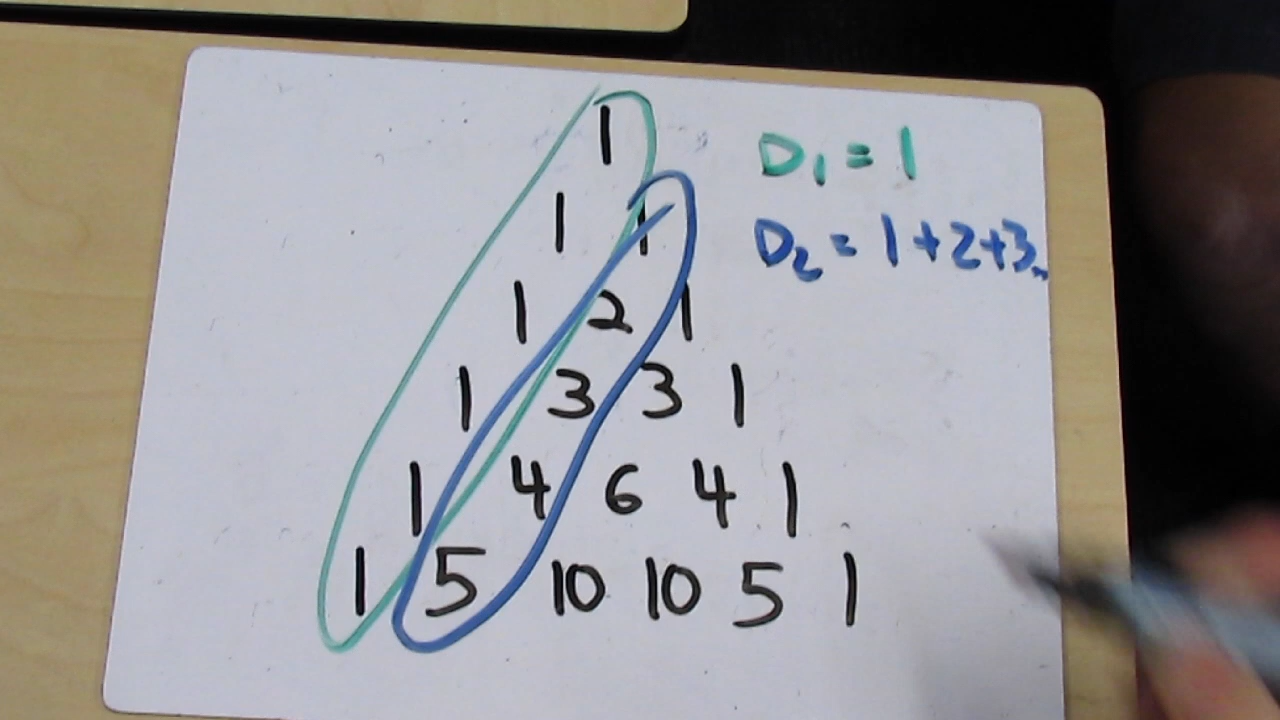 1
D₁ = 1
1 1
D₂ = 1+2+3..
1 2 1
1 3 3 1
1 4 6 4 1
1 5 10 10 5 1